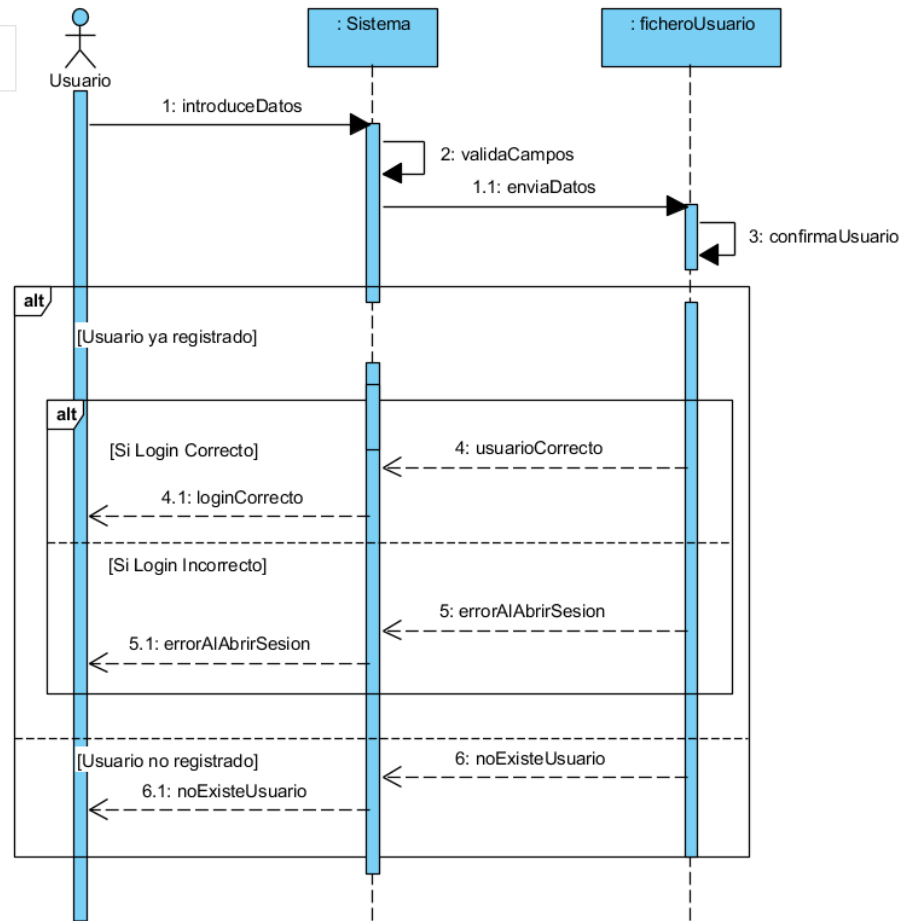 : Sistema
: ficheroUsuario
Usuario
1: introduceDatos
2: validaCampos
1.1: enviaDatos
3: confirmaUsuario
alt
[Usuario ya registrado]
alt
[Si Login Correcto]
4: usuarioCorrecto
4.1: loginCorrecto
[Si Login Incorrecto]
5: errorAlAbrirSesion
5.1: errorAlAbrirSesion
[Usuario no registrado]
6: noExisteUsuario
6.1: noExisteUsuario